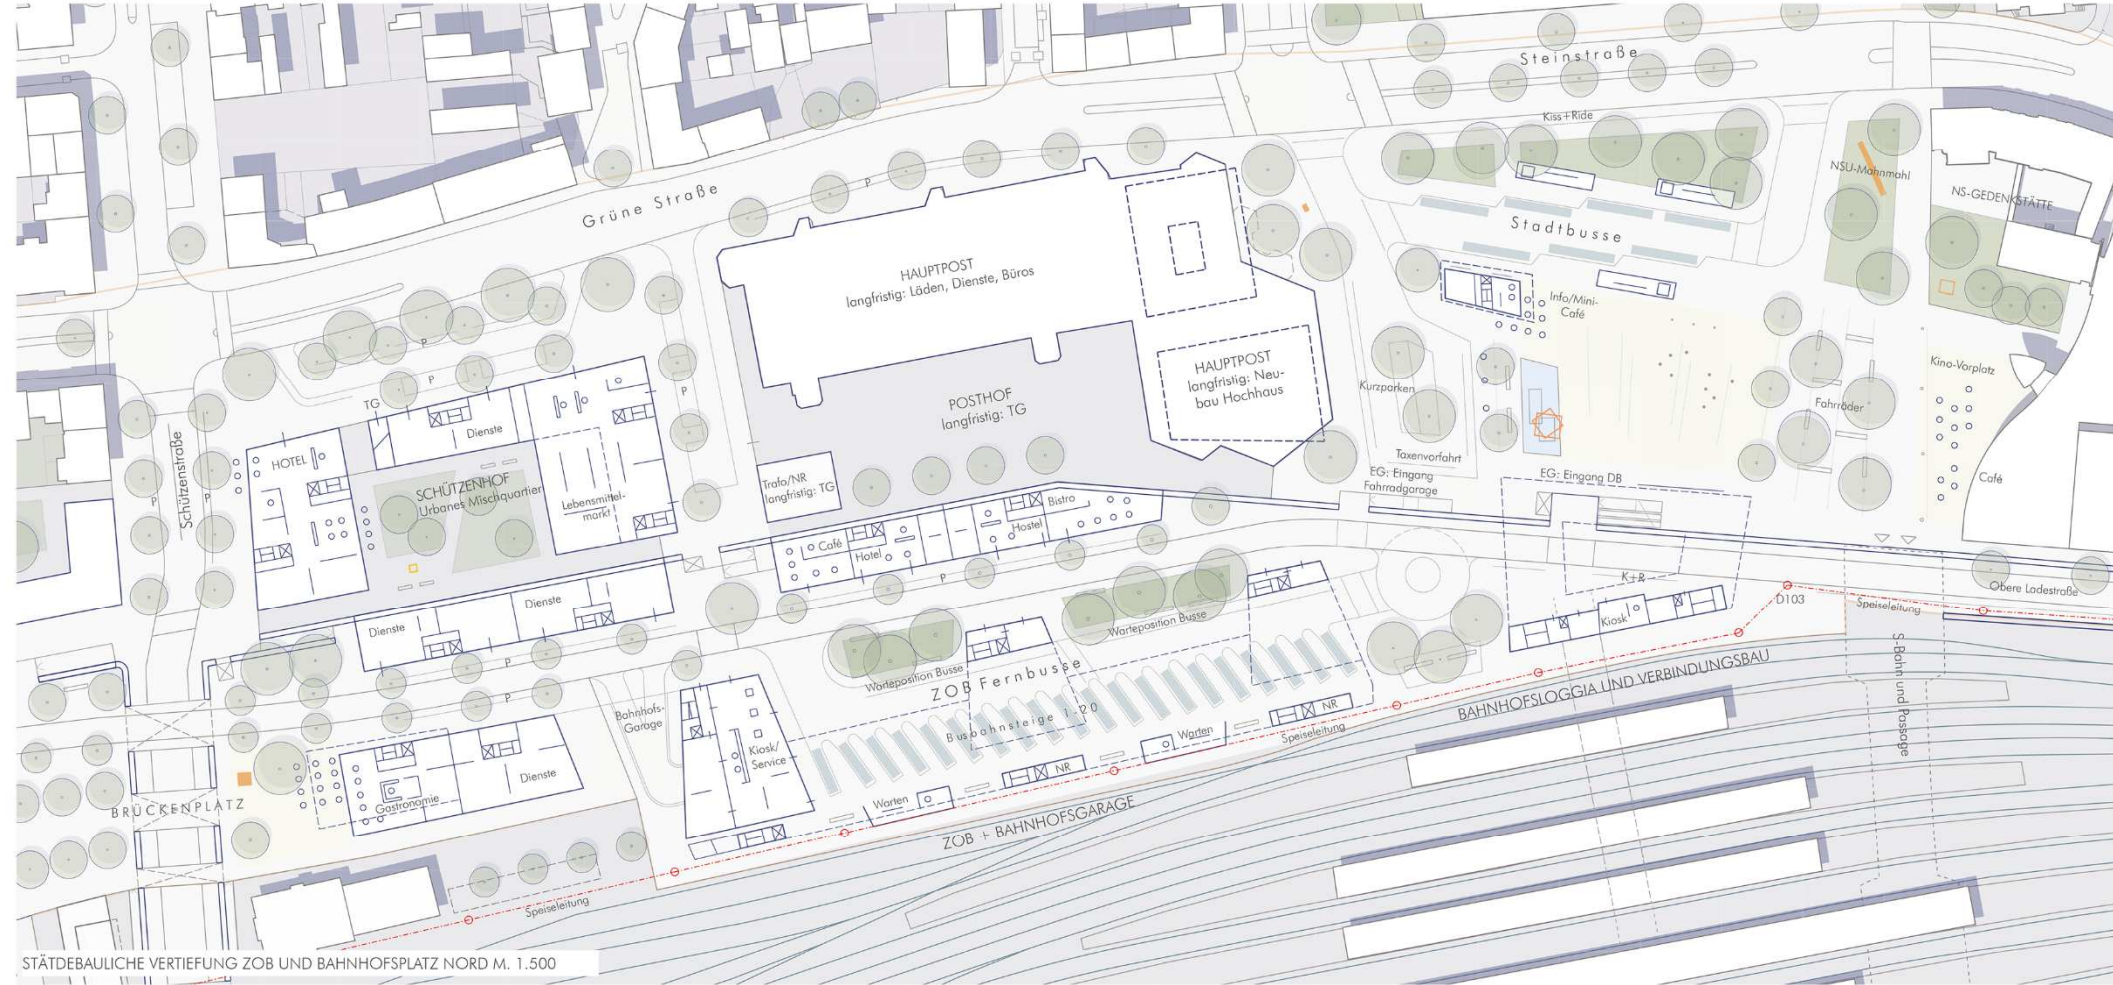 Steinstraße
Kiss+Ride
NSU-Mahnmahl
NS-GEDENKSTÄTTE
Grüne Straße
P
Stadtbusse
HAUPTPOST
langfristig: Läden, Dienste, Büros
Info/Mini-
Café
Kino-Vorplatz
HAUPTPOST
langfristig: Neu-
bau Hochhaus
Kurzparken
POSTHOF
langfristig: TG
Fahrräder
P
P
P
TG
Dienste
HOTEL
Schützenstraße
P
P
SCHÜTZENHOF
Urbanes Mischquartier
Lebensmittel-
markt
Trafo/NR
langfristig: TG
Taxenvorfahrt
EG: Eingang
Fahrradgarage
EG: Eingang DB
Café
Bistro
Hostel
Café
Hotel
P
K+R
D103
Speiseleitung
Obere Ladestraße
Dienste
Dienste
Kiosk
Warteposition Busse
Warteposition Busse
ZOB Fernbusse
Busbahnsteige 1-20
P
P
Bahnhofs-
Garage
Kiosk/
Service
BAHNHOFSLOGGIA UND VERBINDUNGSBAU
S-Bahn und Passage
NR
Warten
Speiseleitung
NR
Warten
Dienste
Gastronomie
BRÜCKENPLATZ
ZOB + BAHNHOFSGARAGE
Speiseleitung
STÄTDEBAULICHE VERTIEFUNG ZOB UND BAHNHOFSPLATZ NORD M. 1.500